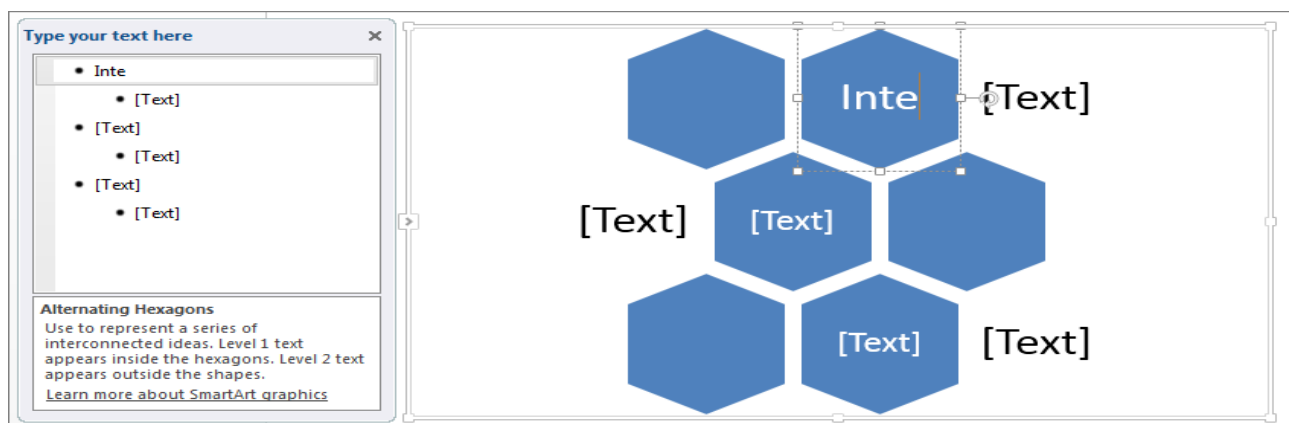 Type your text here
Inte
[Text]
[Text]
[Text]
[Text]
[Text]
Alternating Hexagons
Use to represent a series of
interconnected ideas. Level 1 text
appears inside the hexagons. Level 2 text
appears outside the shapes.
Learn more about SmartArt graphics
Inte
[Text]
[Text]
[Text]
[Text]
[Text]